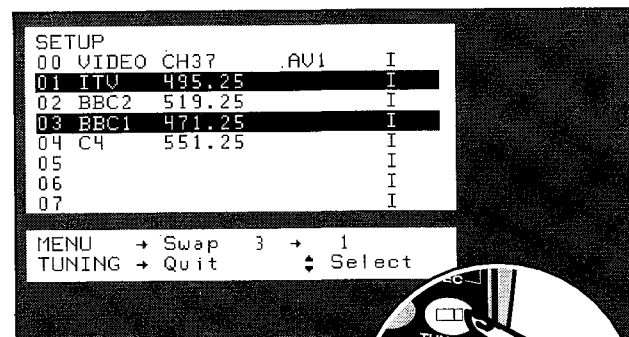 SETUP
00 VIDEO CH37 AV1 I
01 ITV 495.25 I
02 BBC2 519.25 I
03 BBC1 471.25 I
04 C4 551.25 I
05 I
06 I
07 I
MENU → Swap 3 → 1
TUNING → Quit ⬍ Select